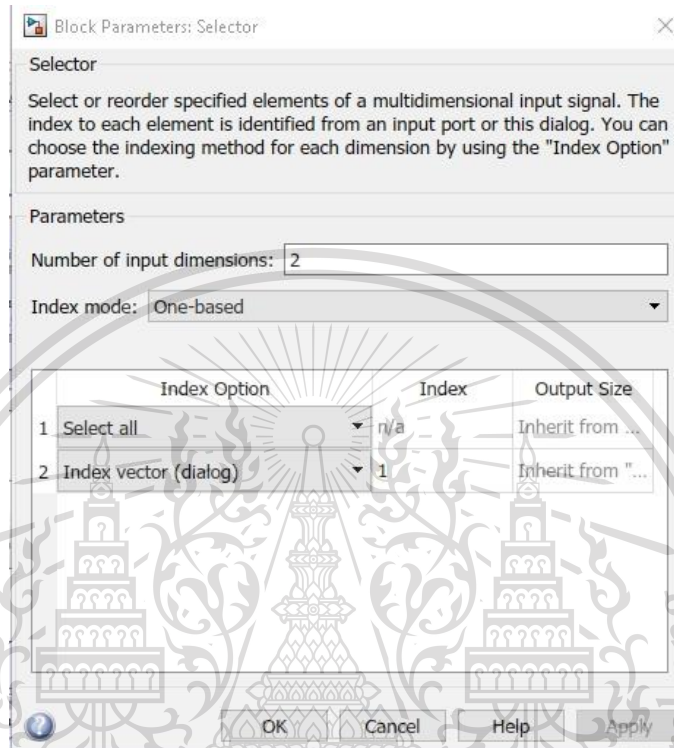 Block Parameters: Selector
Selector
Select or reorder specified elements of a multidimensional input signal. The
index to each element is identified from an input port or this dialog. You can
choose the indexing method for each dimension by using the "Index Option"
parameter.
Parameters
Number of input dimensions: 2
Index mode: One-based
Index Option Index Output Size
1 Select all n/a Inherit from ...
2 Index vector (dialog) 1 Inherit from "...
OK Cancel Help Apply